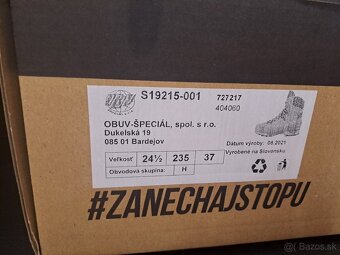 S19215-001
727217
404060
OBUV-ŠPECIÁL, spol. s r.o.
Dukelská 19
085 01 Bardejov
Dátum výroby: 08.2021
Vyrobené na Slovensku
Veľkosť 24½ 235 37
Obvodová skupina: H
#ZANECHAJSTOPU
Bazos.sk